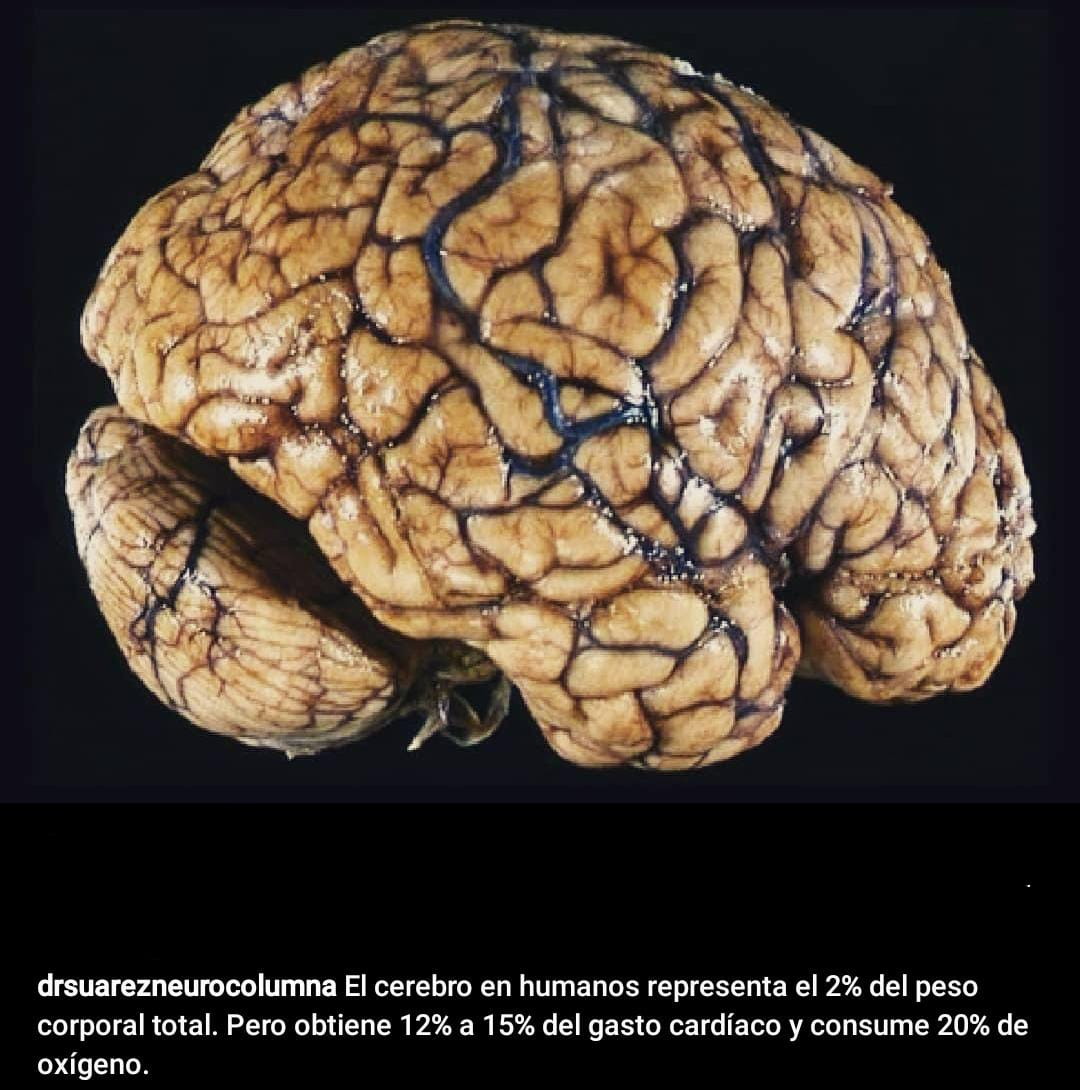 drsuarezneurocolumna El cerebro en humanos representa el 2% del peso
corporal total. Pero obtiene 12% a 15% del gasto cardíaco y consume 20% de
oxígeno.